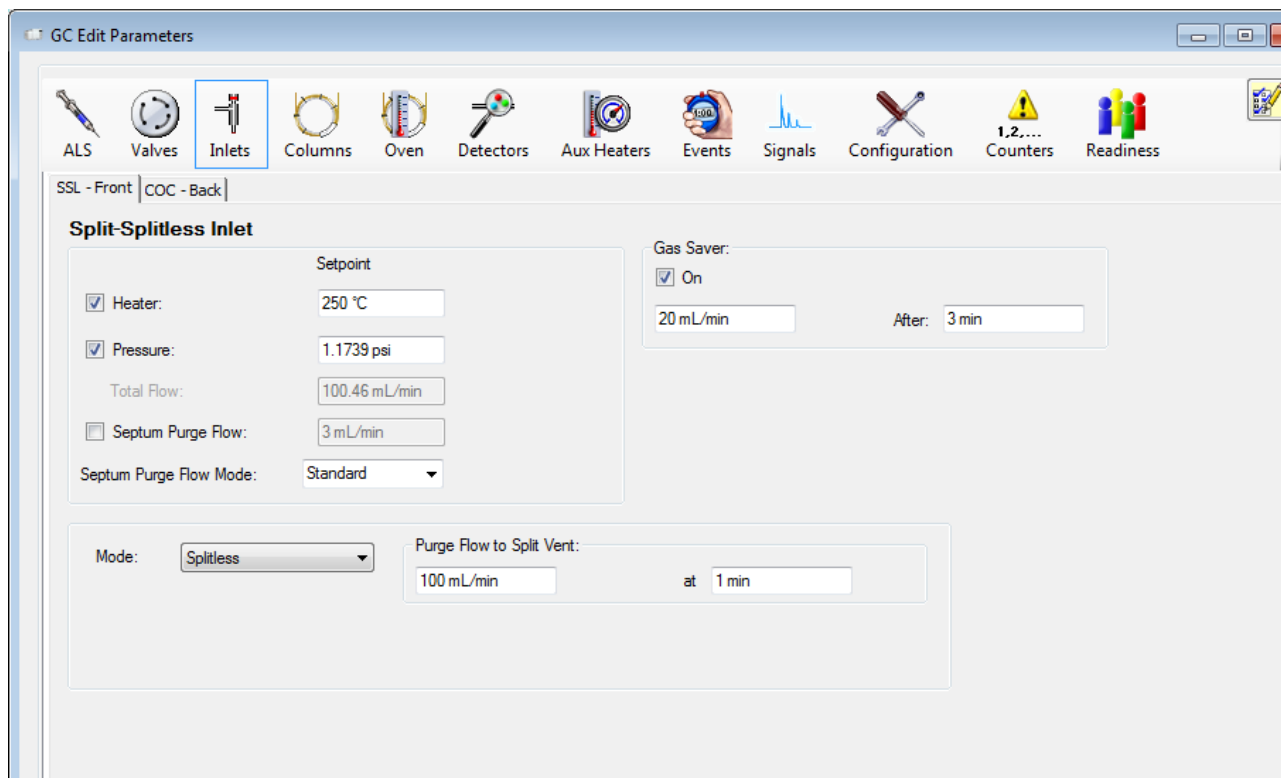 GC Edit Parameters
1:00
1,2,...
ALS Valves Inlets Columns Oven Detectors Aux Heaters Events Signals Configuration Counters Readiness
SSL - Front COC - Back
Split-Splitless Inlet
Setpoint
Heater: 250 °C
Pressure: 1.1739 psi
Total Flow: 100.46 mL/min
Septum Purge Flow: 3 mL/min
Septum Purge Flow Mode: Standard
Gas Saver:
On
20 mL/min After: 3 min
Mode: Splitless
Purge Flow to Split Vent:
100 mL/min at 1 min